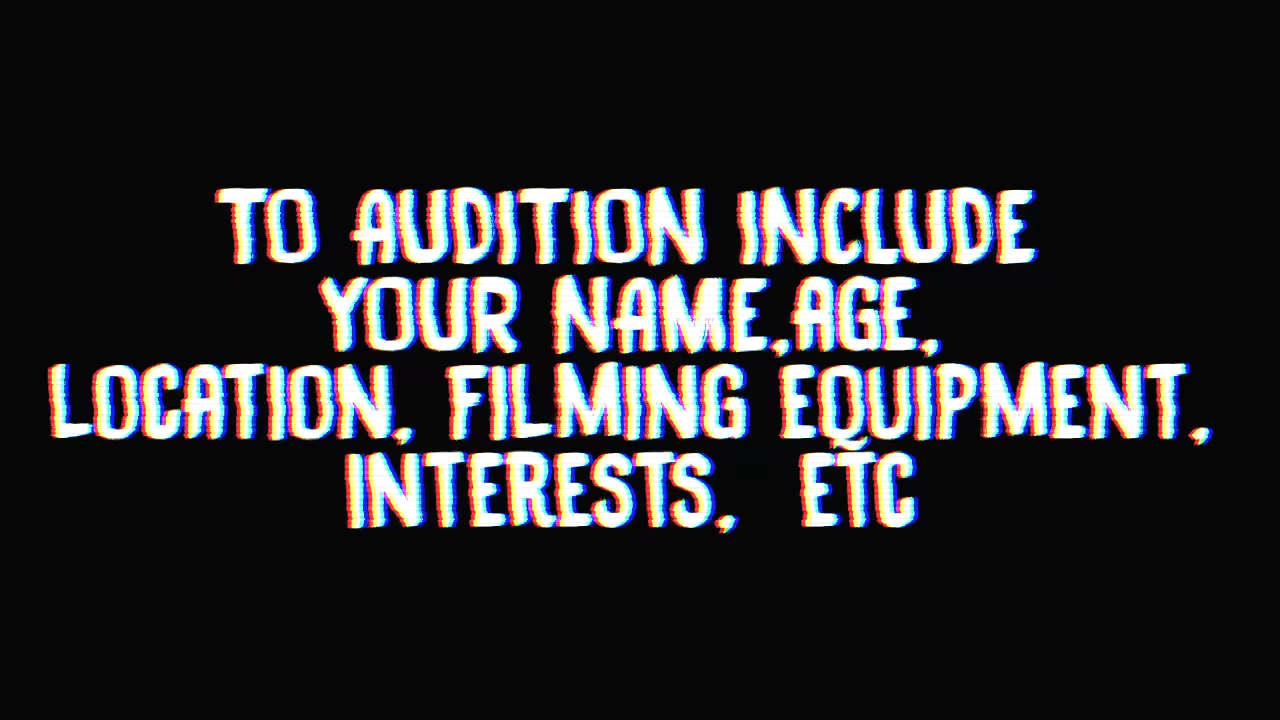 TO AUDITION INCLUDE
YOUR NAME,AGE,
LOCATION, FILMING EQUIPMENT,
INTERESTS, ETC